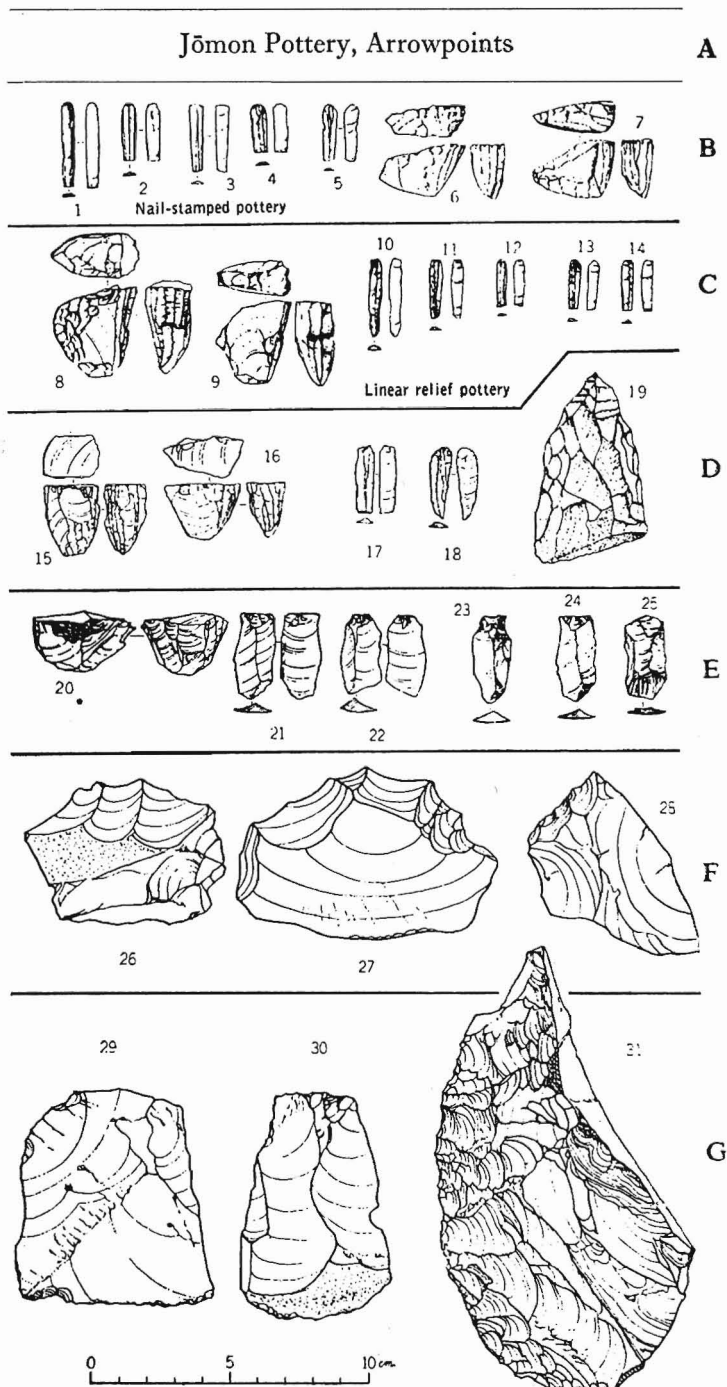 Jōmon Pottery, Arrowpoints A
B
1 2 3 4 5 6 7
Nail-stamped pottery
C
8 9 10 11 12 13 14
Linear relief pottery
D
15 16 17 18 19
E
20 21 22 23 24 25
F
26 27 25
G
29 30 31
0 5 10 cm.